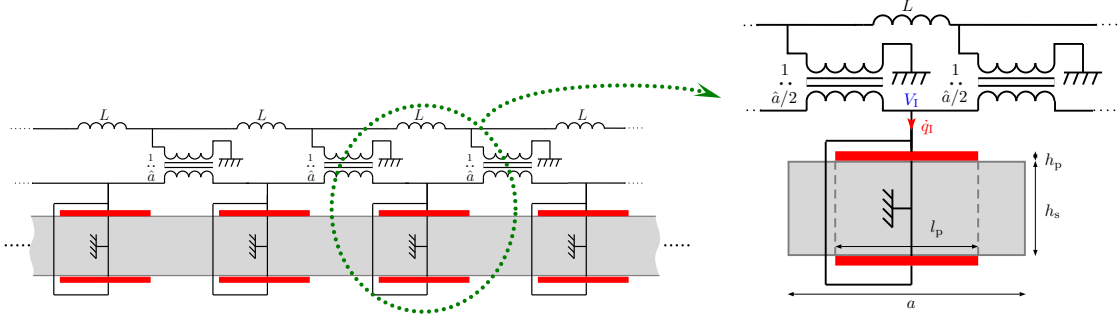 L L L L
1 1 1
: : :
â â â
L
1 1
: :
â/2 â/2
V_I
q̇_I
h_p
h_s
l_p
a